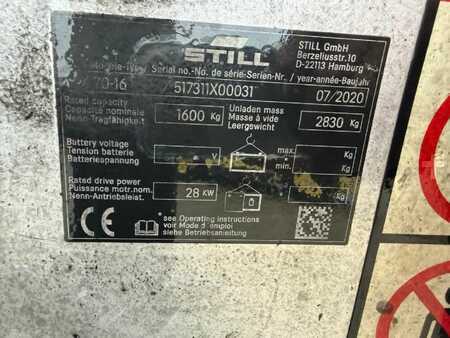 STILL
STILL GmbH
Berzeliusstr.10
D-22113 Hamburg
Serial no.-No. de série-Serien-Nr. / year-année-Baujahr
-16 517311X00031 07/2020
Rated capacity
Capacité nominale
Nenn-Tragfähigkeit
1600 Kg
Unladen mass
Masse à vide
Leergewicht
2830 Kg
Battery voltage
Tension batterie
Batteriespannung
V
max.
Kg
*
min.
Kg
Rated drive power
Puissance motr.nom.
Nenn-Antriebsleist.
28 KW
Kg
CE
see Operating instructions
voir Mode d'emploi
siehe Betriebsanleitung